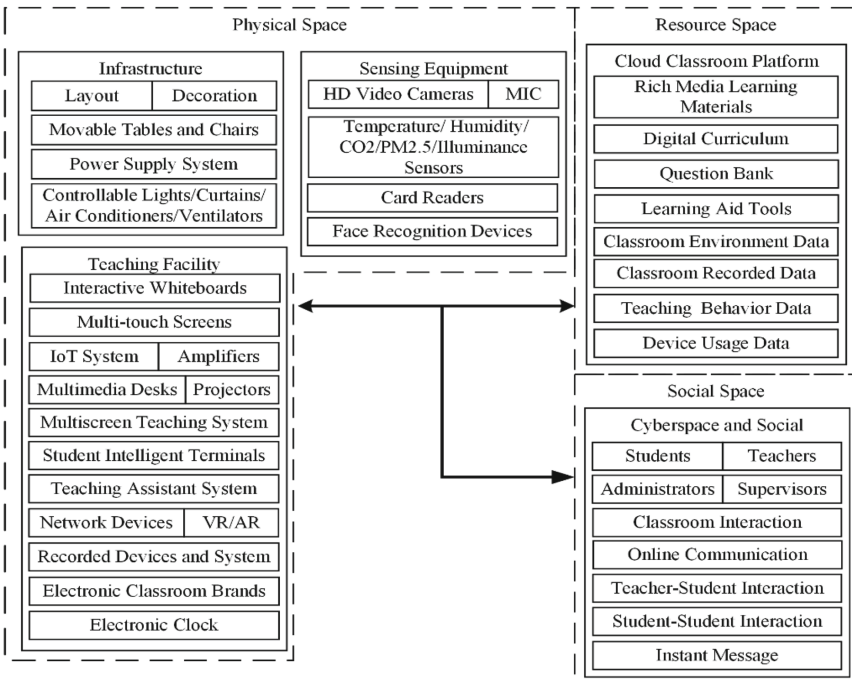 Physical Space
Infrastructure
Layout
Decoration
Movable Tables and Chairs
Power Supply System
Controllable Lights/Curtains/
Air Conditioners/Ventilators
Sensing Equipment
HD Video Cameras
MIC
Temperature/ Humidity/
CO2/PM2.5/Illuminance
Sensors
Card Readers
Face Recognition Devices
Teaching Facility
Interactive Whiteboards
Multi-touch Screens
IoT System
Amplifiers
Multimedia Desks
Projectors
Multiscreen Teaching System
Student Intelligent Terminals
Teaching Assistant System
Network Devices
VR/AR
Recorded Devices and System
Electronic Classroom Brands
Electronic Clock
Resource Space
Cloud Classroom Platform
Rich Media Learning
Materials
Digital Curriculum
Question Bank
Learning Aid Tools
Classroom Environment Data
Classroom Recorded Data
Teaching Behavior Data
Device Usage Data
Social Space
Cyberspace and Social
Students
Teachers
Administrators
Supervisors
Classroom Interaction
Online Communication
Teacher-Student Interaction
Student-Student Interaction
Instant Message